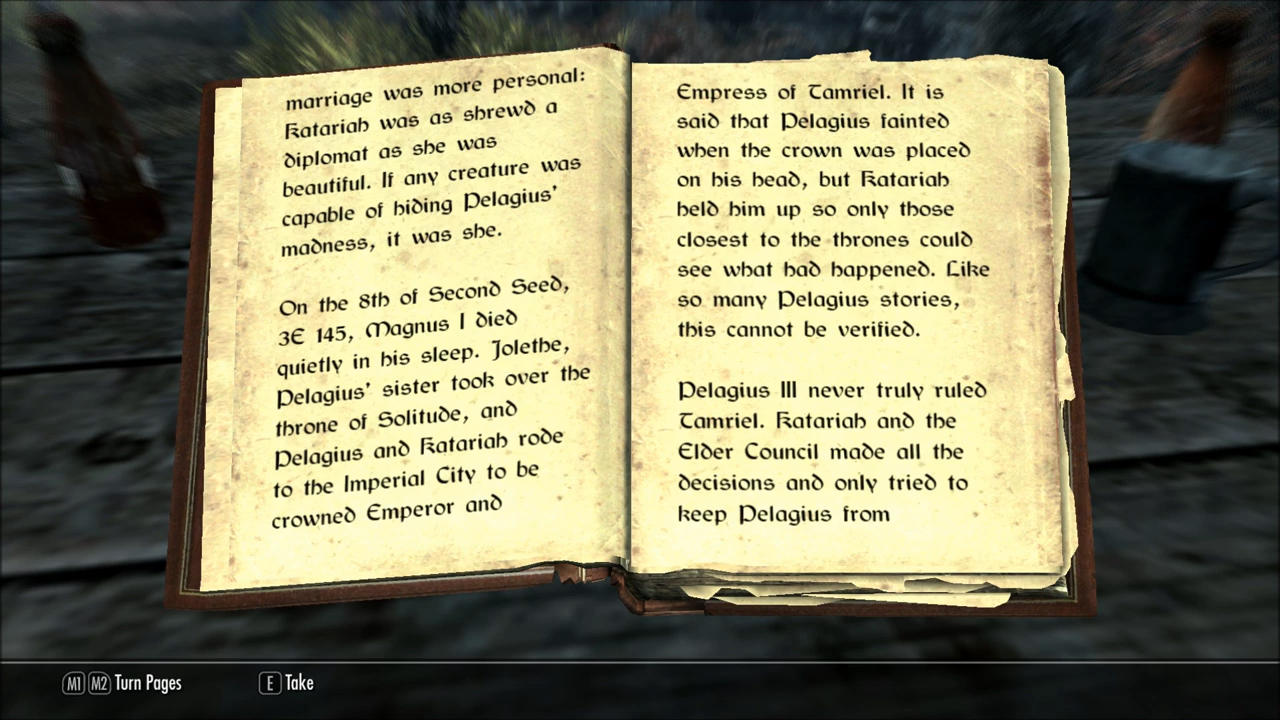 marriage was more personal:
Katariah was as shrewd a
diplomat as she was
beautiful. If any creature was
capable of hiding Pelagius'
madness, it was she.
On the 8th of Second Seed,
3E 145, Magnus I died
quietly in his sleep. Jolethe,
Pelagius' sister took over the
throne of Solitude, and
Pelagius and Katariah rode
to the Imperial City to be
crowned Emperor and
Empress of Tamriel. It is
said that Pelagius fainted
when the crown was placed
on his head, but Katariah
held him up so only those
closest to the thrones could
see what had happened. Like
so many Pelagius stories,
this cannot be verified.
Pelagius III never truly ruled
Tamriel. Katariah and the
Elder Council made all the
decisions and only tried to
keep Pelagius from
M1 M2 Turn Pages E Take